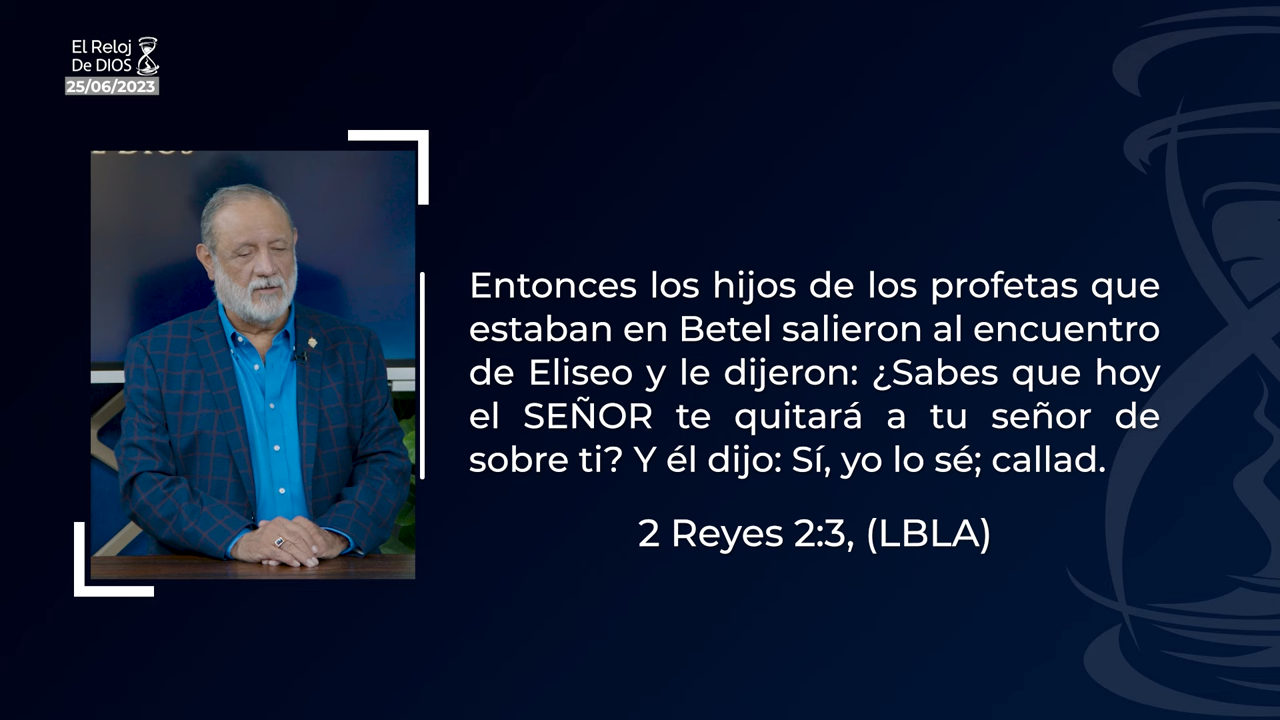 El Reloj
De DIOS
25/06/2023
Entonces los hijos de los profetas que
estaban en Betel salieron al encuentro
de Eliseo y le dijeron: ¿Sabes que hoy
el SEÑOR te quitará a tu señor de
sobre ti? Y él dijo: Sí, yo lo sé; callad.
2 Reyes 2:3, (LBLA)